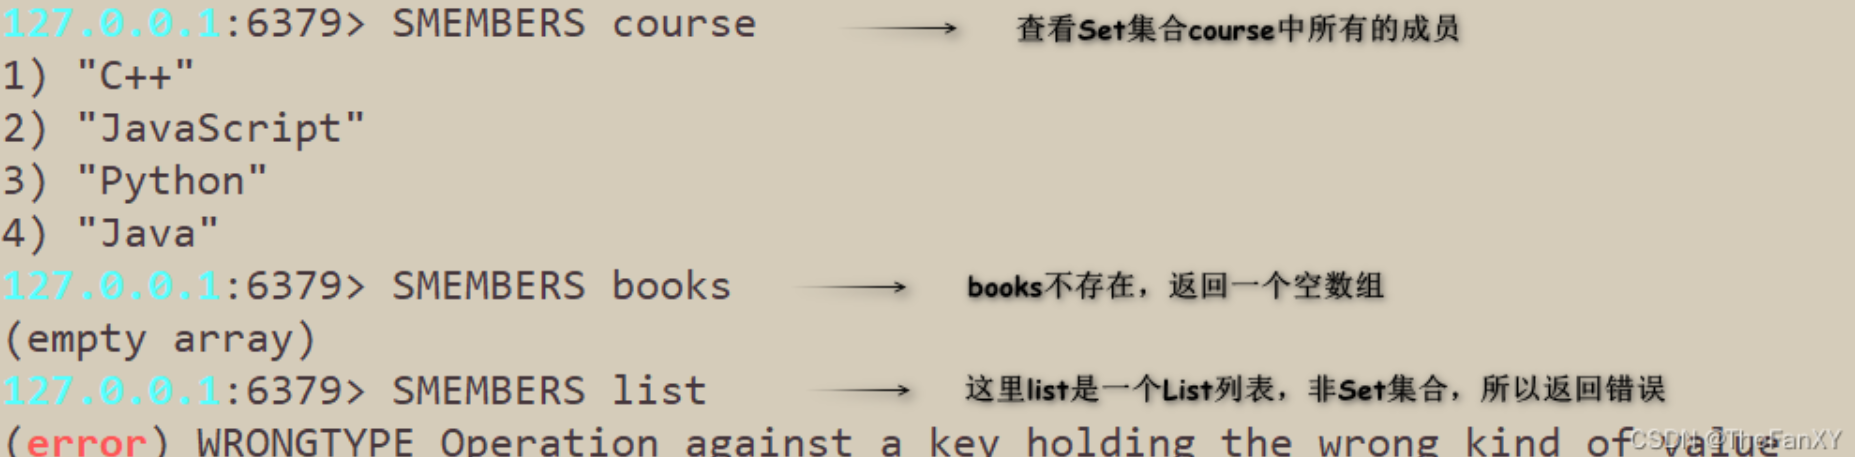 127.0.0.1:6379> SMEMBERS course 查看Set集合course中所有的成员
1) "C++"
2) "JavaScript"
3) "Python"
4) "Java"
127.0.0.1:6379> SMEMBERS books books不存在，返回一个空数组
(empty array)
127.0.0.1:6379> SMEMBERS list 这里list是一个List列表，非Set集合，所以返回错误
(error) WRONGTYPE Operation against a key holding the wrong kind of value
CSDN @TheFanXY